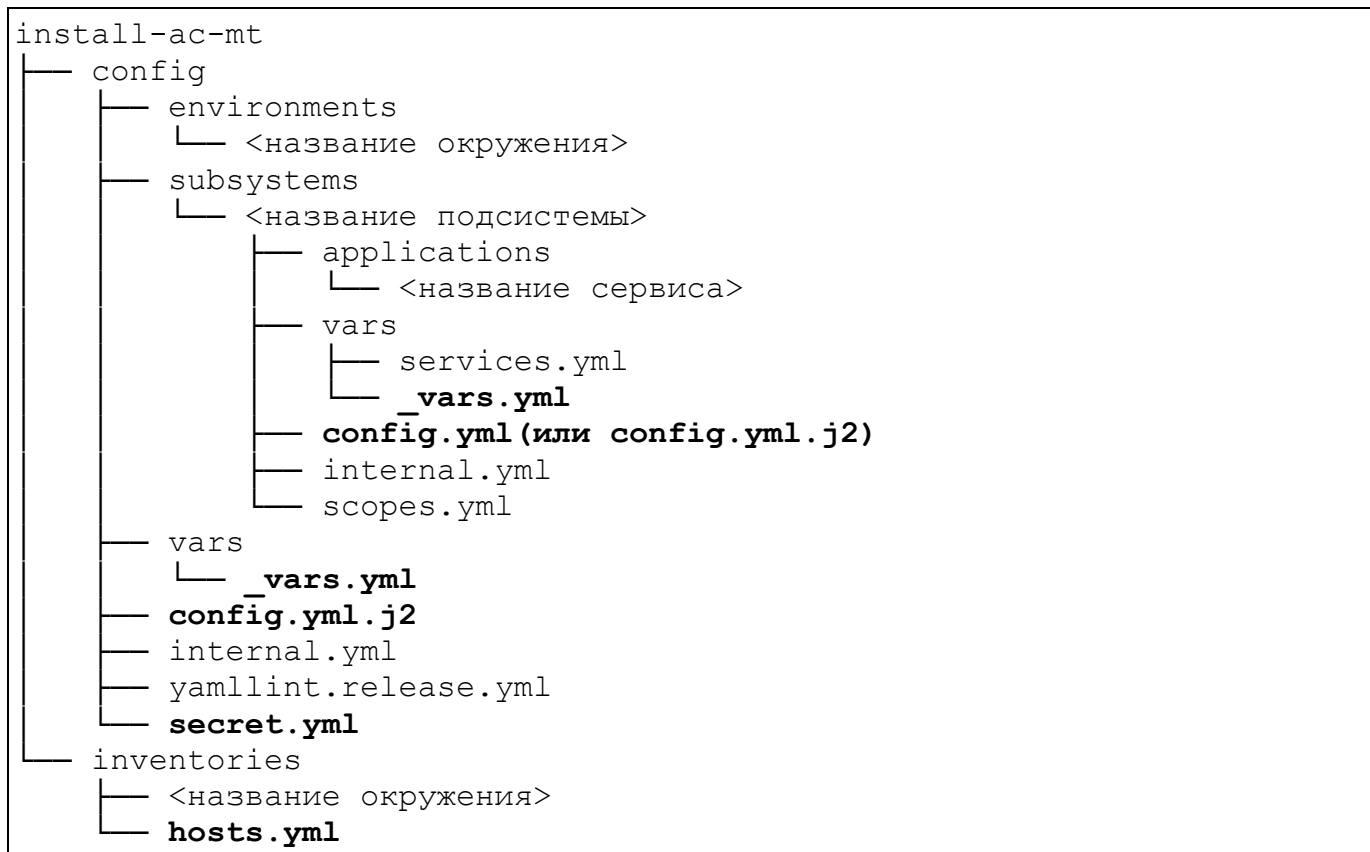 install-ac-mt
├── config
│   ├── environments
│   │   └── <название окружения>
│   ├── subsystems
│   │   └── <название подсистемы>
│   │       ├── applications
│   │       │   └── <название сервиса>
│   │       ├── vars
│   │       │   ├── services.yml
│   │       │   └── _vars.yml
│   │       ├── config.yml(или config.yml.j2)
│   │       ├── internal.yml
│   │       └── scopes.yml
│   ├── vars
│   │   └── _vars.yml
│   ├── config.yml.j2
│   ├── internal.yml
│   ├── yamllint.release.yml
│   └── secret.yml
└── inventories
    ├── <название окружения>
    └── hosts.yml